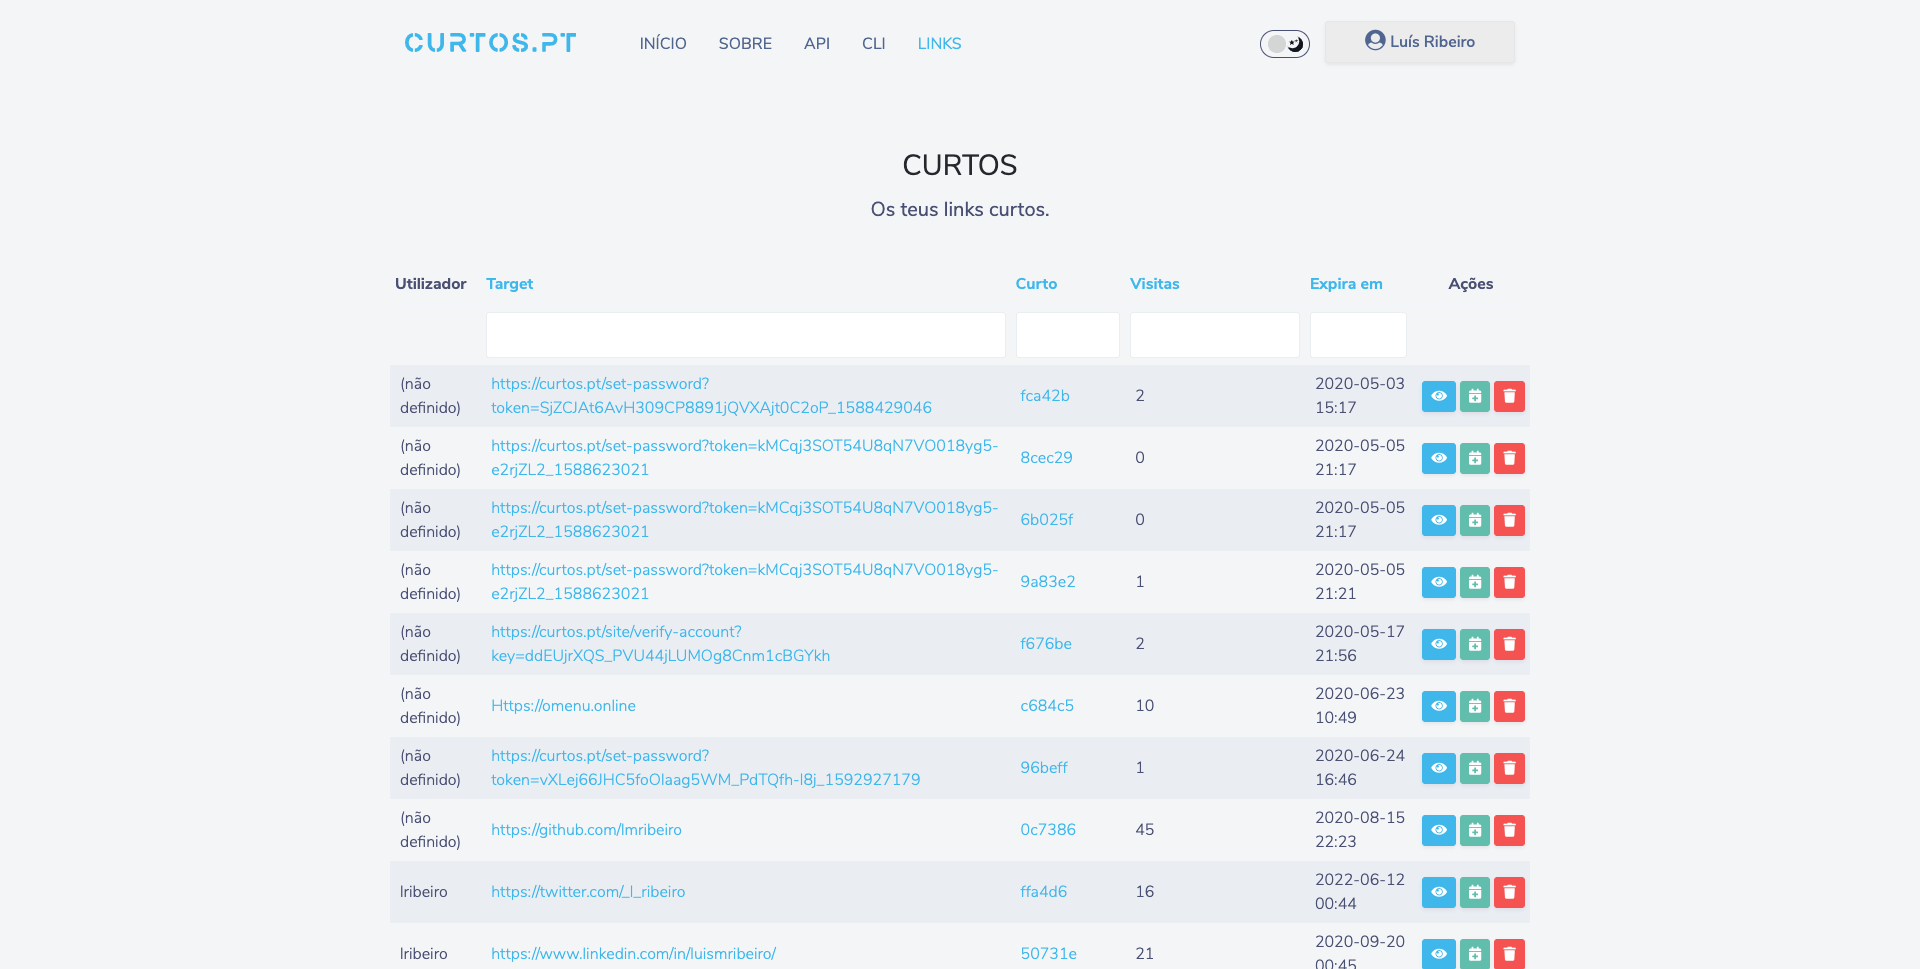 CURTOS.PT INÍCIO SOBRE API CLI LINKS Luís Ribeiro
CURTOS
Os teus links curtos.
Utilizador Target Curto Visitas Expira em Ações
(não definido) https://curtos.pt/set-password?
token=SjZCJAt6AvH309CP8891jQVXAjt0C2oP_1588429046 fca42b 2 2020-05-03 15:17
(não definido) https://curtos.pt/set-password?token=kMCqj3SOT54U8qN7VO018yg5-
e2rjZL2_1588623021 8cec29 0 2020-05-05 21:17
(não definido) https://curtos.pt/set-password?token=kMCqj3SOT54U8qN7VO018yg5-
e2rjZL2_1588623021 6b025f 0 2020-05-05 21:17
(não definido) https://curtos.pt/set-password?token=kMCqj3SOT54U8qN7VO018yg5-
e2rjZL2_1588623021 9a83e2 1 2020-05-05 21:21
(não definido) https://curtos.pt/site/verify-account?
key=ddEUjrXQS_PVU44jLUMOg8Cnm1cBGYkh f676be 2 2020-05-17 21:56
(não definido) Https://omenu.online c684c5 10 2020-06-23 10:49
(não definido) https://curtos.pt/set-password?
token=vXLej66JHC5foOlaag5WM_PdTQfh-l8j_1592927179 96beff 1 2020-06-24 16:46
(não definido) https://github.com/lmribeiro 0c7386 45 2020-08-15 22:23
lribeiro https://twitter.com/_l_ribeiro ffa4d6 16 2022-06-12 00:44
lribeiro https://www.linkedin.com/in/luismribeiro/ 50731e 21 2020-09-20 00:45